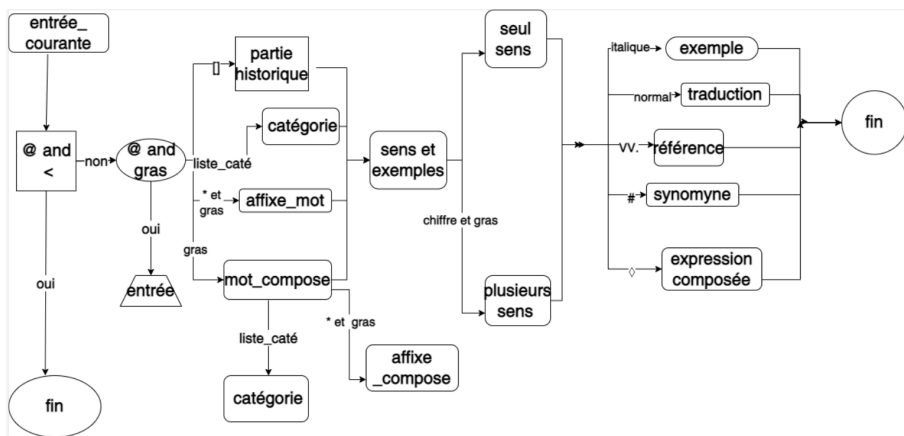 entrée_
courante
@ and
<
non
@ and
gras
oui
entrée
oui
fin
[]
partie
historique
liste_caté
catégorie
* et
gras
affixe_mot
gras
mot_compose
liste_caté
catégorie
* et gras
affixe
_compose
sens et
exemples
seul
sens
chiffre et gras
plusieurs
sens
italique
exemple
normal
traduction
VV.
référence
#
synomyne
◊
expression
composée
fin